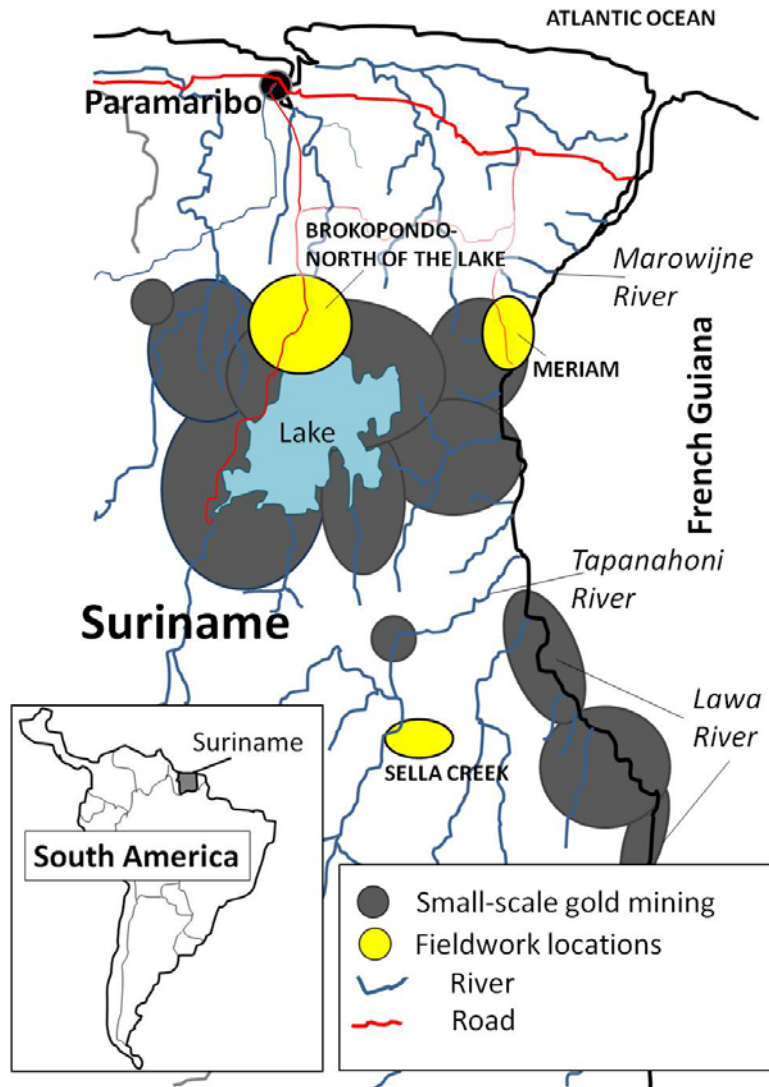 ATLANTIC OCEAN
Paramaribo
BROKOPONDO-
NORTH OF THE LAKE
Marowijne
River
MERIAM
French Guiana
Lake
Tapanahoni
River
Suriname
Lawa
River
SELLA CREEK
Suriname
South America
Small-scale gold mining
Fieldwork locations
River
Road